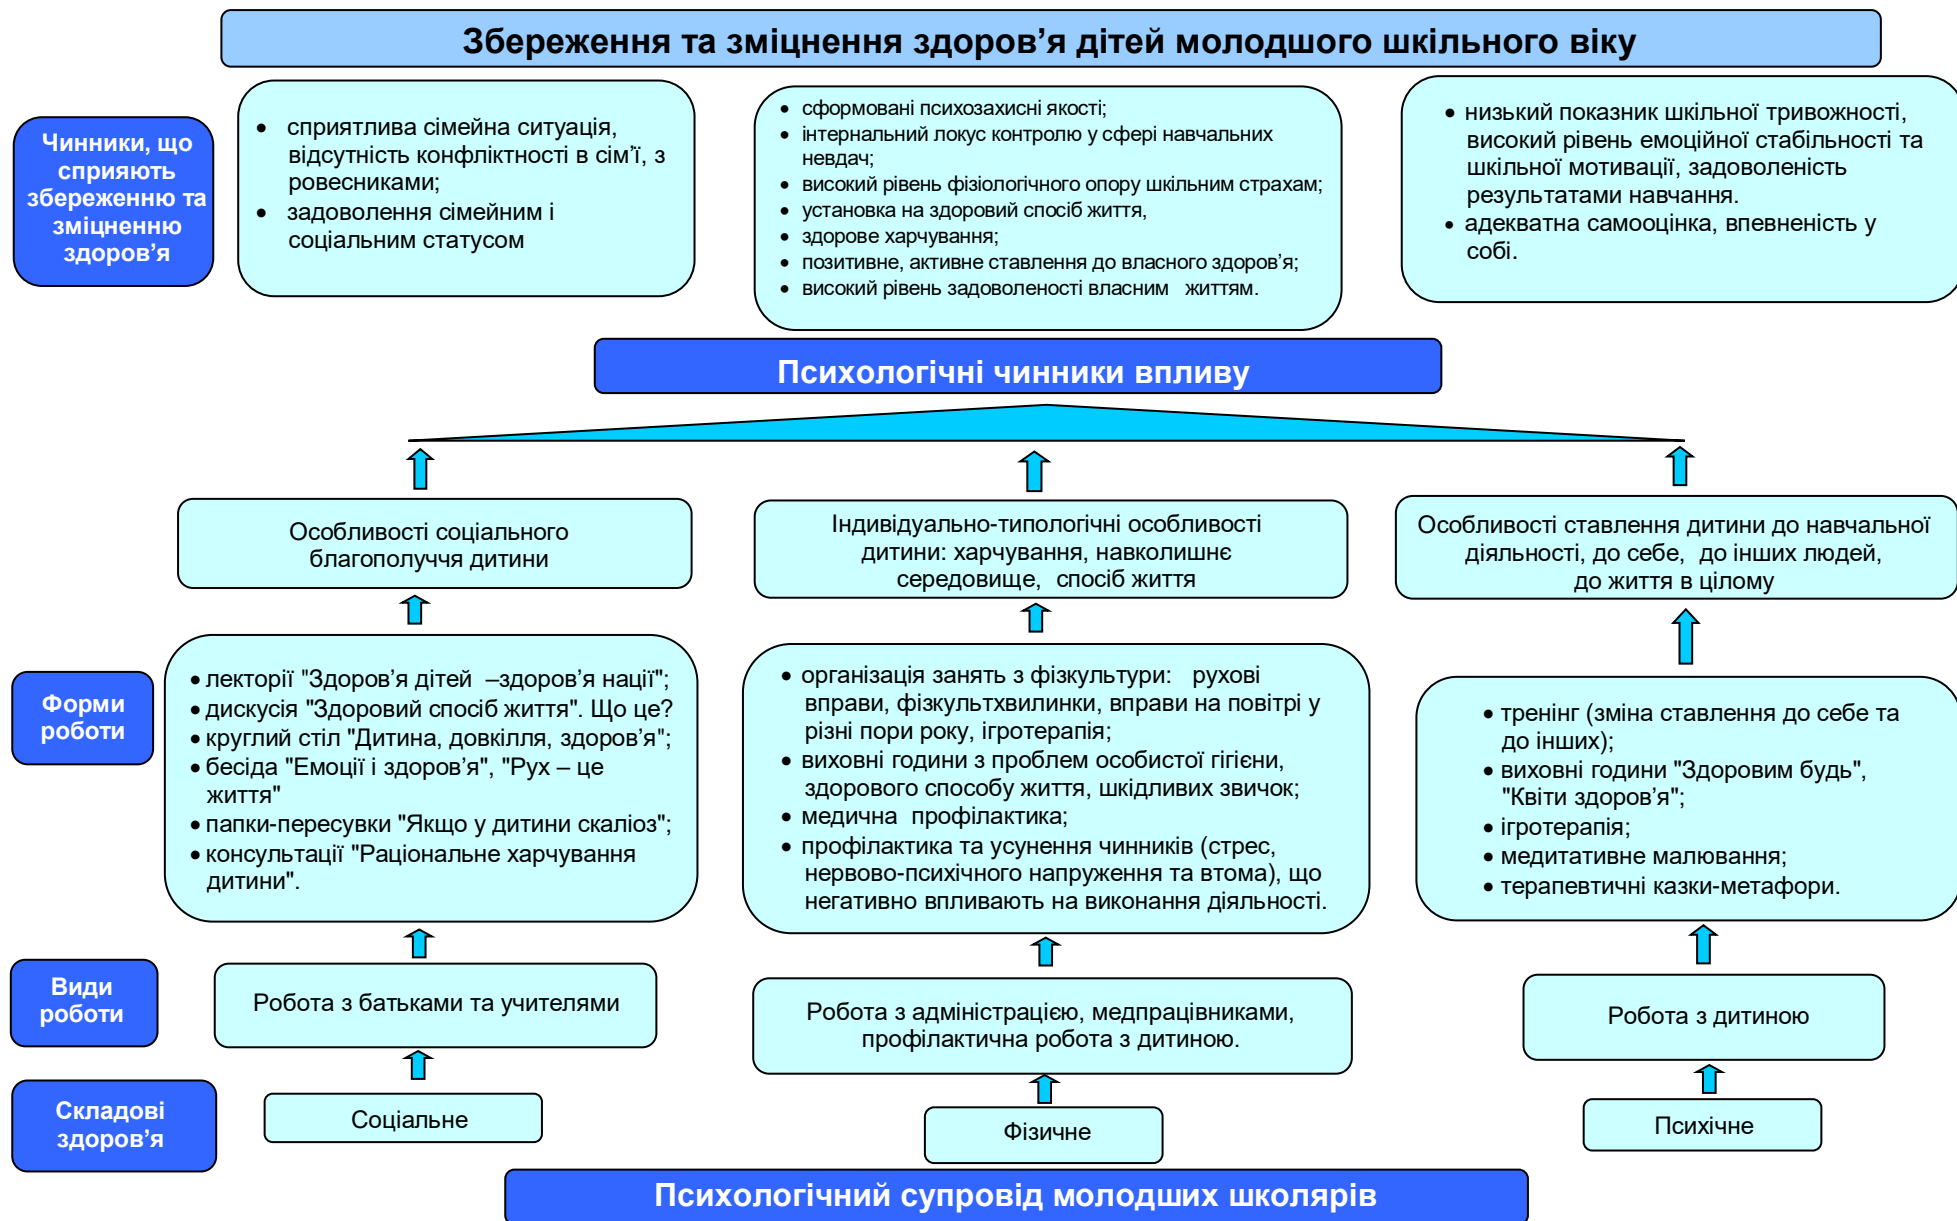 Збереження та зміцнення здоров’я дітей молодшого шкільного віку
Чинники, що
сприяють
збереженню та
зміцненню
здоров’я
• сприятлива сімейна ситуація,
відсутність конфліктності в сім’ї, з
ровесниками;
• задоволення сімейним і
соціальним статусом
• сформовані психозахисні якості;
• інтернальний локус контролю у сфері навчальних
невдач;
• високий рівень фізіологічного опору шкільним страхам;
• установка на здоровий спосіб життя,
• здорове харчування;
• позитивне, активне ставлення до власного здоров’я;
• високий рівень задоволеності власним життям.
• низький показник шкільної тривожності,
високий рівень емоційної стабільності та
шкільної мотивації, задоволеність
результатами навчання.
• адекватна самооцінка, впевненість у
собі.
Психологічні чинники впливу
Особливості соціального
благополуччя дитини
Індивідуально-типологічні особливості
дитини: харчування, навколишнє
середовище, спосіб життя
Особливості ставлення дитини до навчальної
діяльності, до себе, до інших людей,
до життя в цілому
Форми
роботи
• лекторії "Здоров’я дітей –здоров’я нації";
• дискусія "Здоровий спосіб життя". Що це?
• круглий стіл "Дитина, довкілля, здоров’я";
• бесіда "Емоції і здоров’я", "Рух – це
життя"
• папки-пересувки "Якщо у дитини скаліоз";
• консультації "Раціональне харчування
дитини".
• організація занять з фізкультури: рухові
вправи, фізкультхвилинки, вправи на повітрі у
різні пори року, ігротерапія;
• виховні години з проблем особистої гігієни,
здорового способу життя, шкідливих звичок;
• медична профілактика;
• профілактика та усунення чинників (стрес,
нервово-психічного напруження та втома), що
негативно впливають на виконання діяльності.
• тренінг (зміна ставлення до себе та
до інших);
• виховні години "Здоровим будь",
"Квіти здоров’я";
• ігротерапія;
• медитативне малювання;
• терапевтичні казки-метафори.
Види
роботи
Робота з батьками та учителями
Робота з адміністрацією, медпрацівниками,
профілактична робота з дитиною.
Робота з дитиною
Складові
здоров’я
Соціальне
Фізичне
Психічне
Психологічний супровід молодших школярів